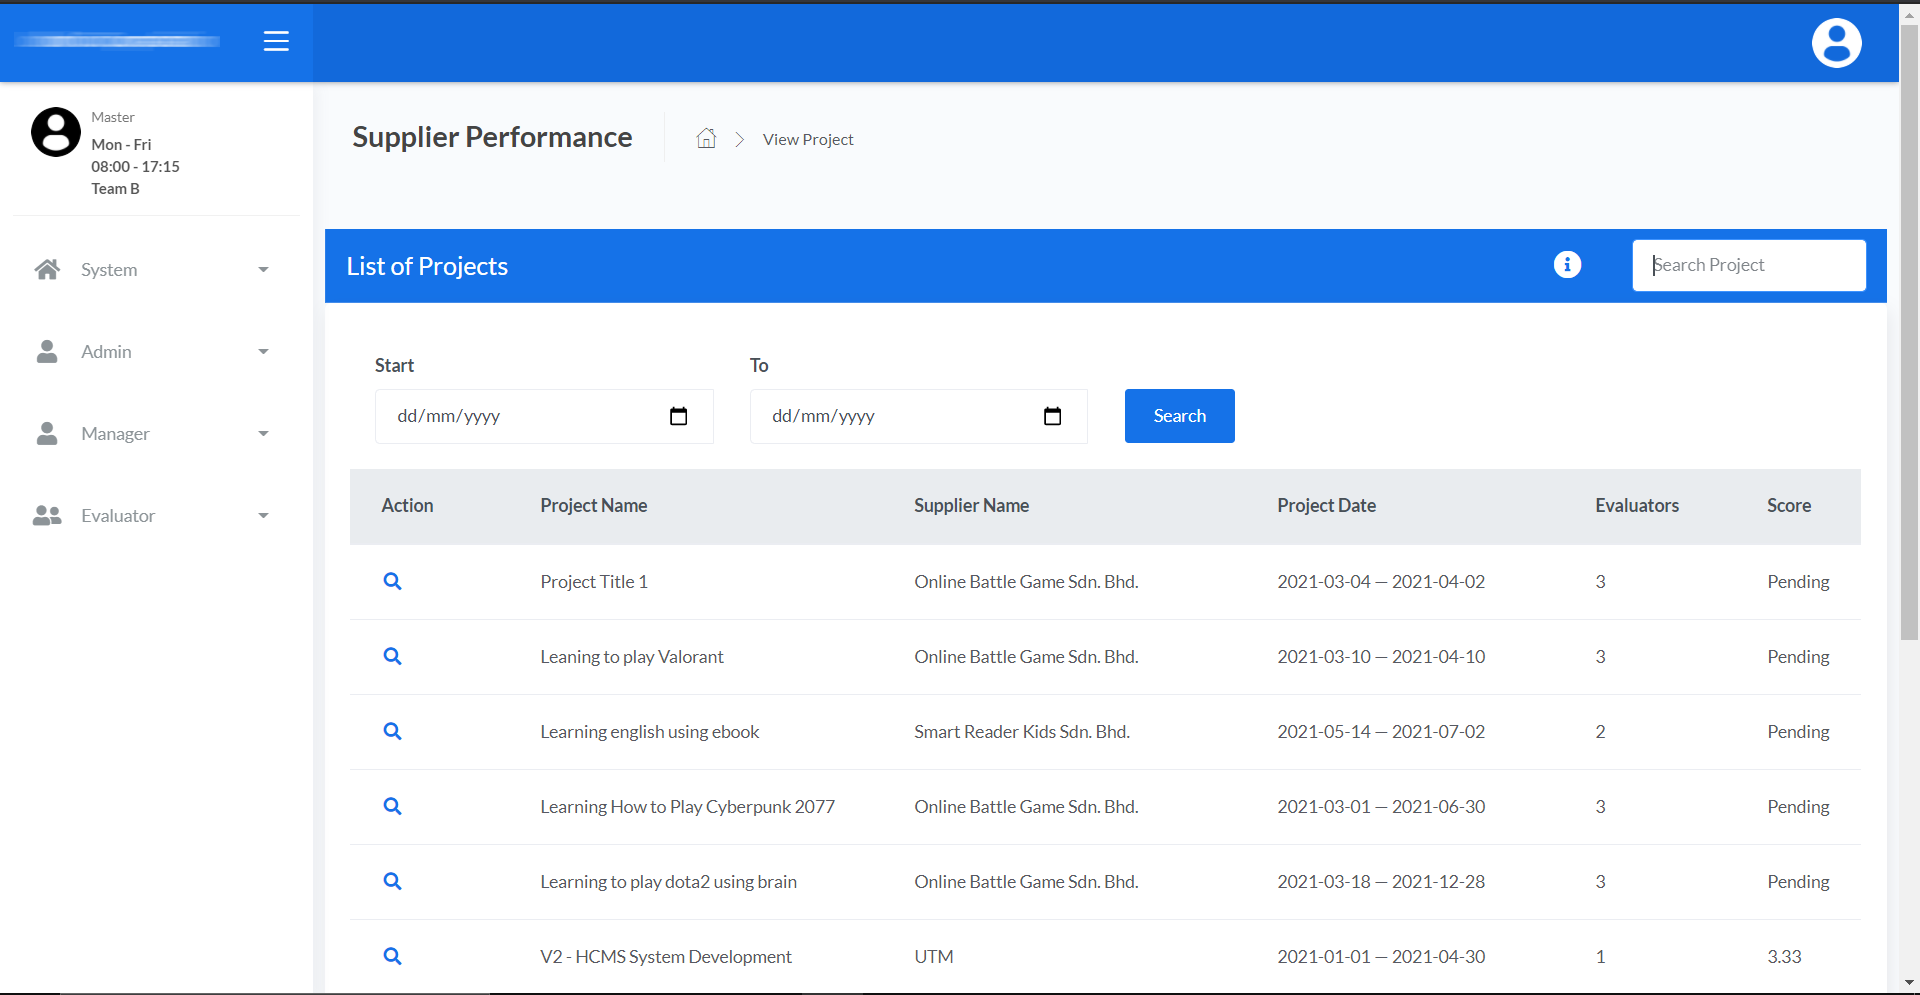 Master
Mon - Fri
08:00 - 17:15
Team B
System
Admin
Manager
Evaluator
Supplier Performance
View Project
List of Projects
Search Project
Start
To
dd/mm/yyyy
dd/mm/yyyy
Search
Action Project Name Supplier Name Project Date Evaluators Score
Project Title 1 Online Battle Game Sdn. Bhd. 2021-03-04 — 2021-04-02 3 Pending
Leaning to play Valorant Online Battle Game Sdn. Bhd. 2021-03-10 — 2021-04-10 3 Pending
Learning english using ebook Smart Reader Kids Sdn. Bhd. 2021-05-14 — 2021-07-02 2 Pending
Learning How to Play Cyberpunk 2077 Online Battle Game Sdn. Bhd. 2021-03-01 — 2021-06-30 3 Pending
Learning to play dota2 using brain Online Battle Game Sdn. Bhd. 2021-03-18 — 2021-12-28 3 Pending
V2 - HCMS System Development UTM 2021-01-01 — 2021-04-30 1 3.33